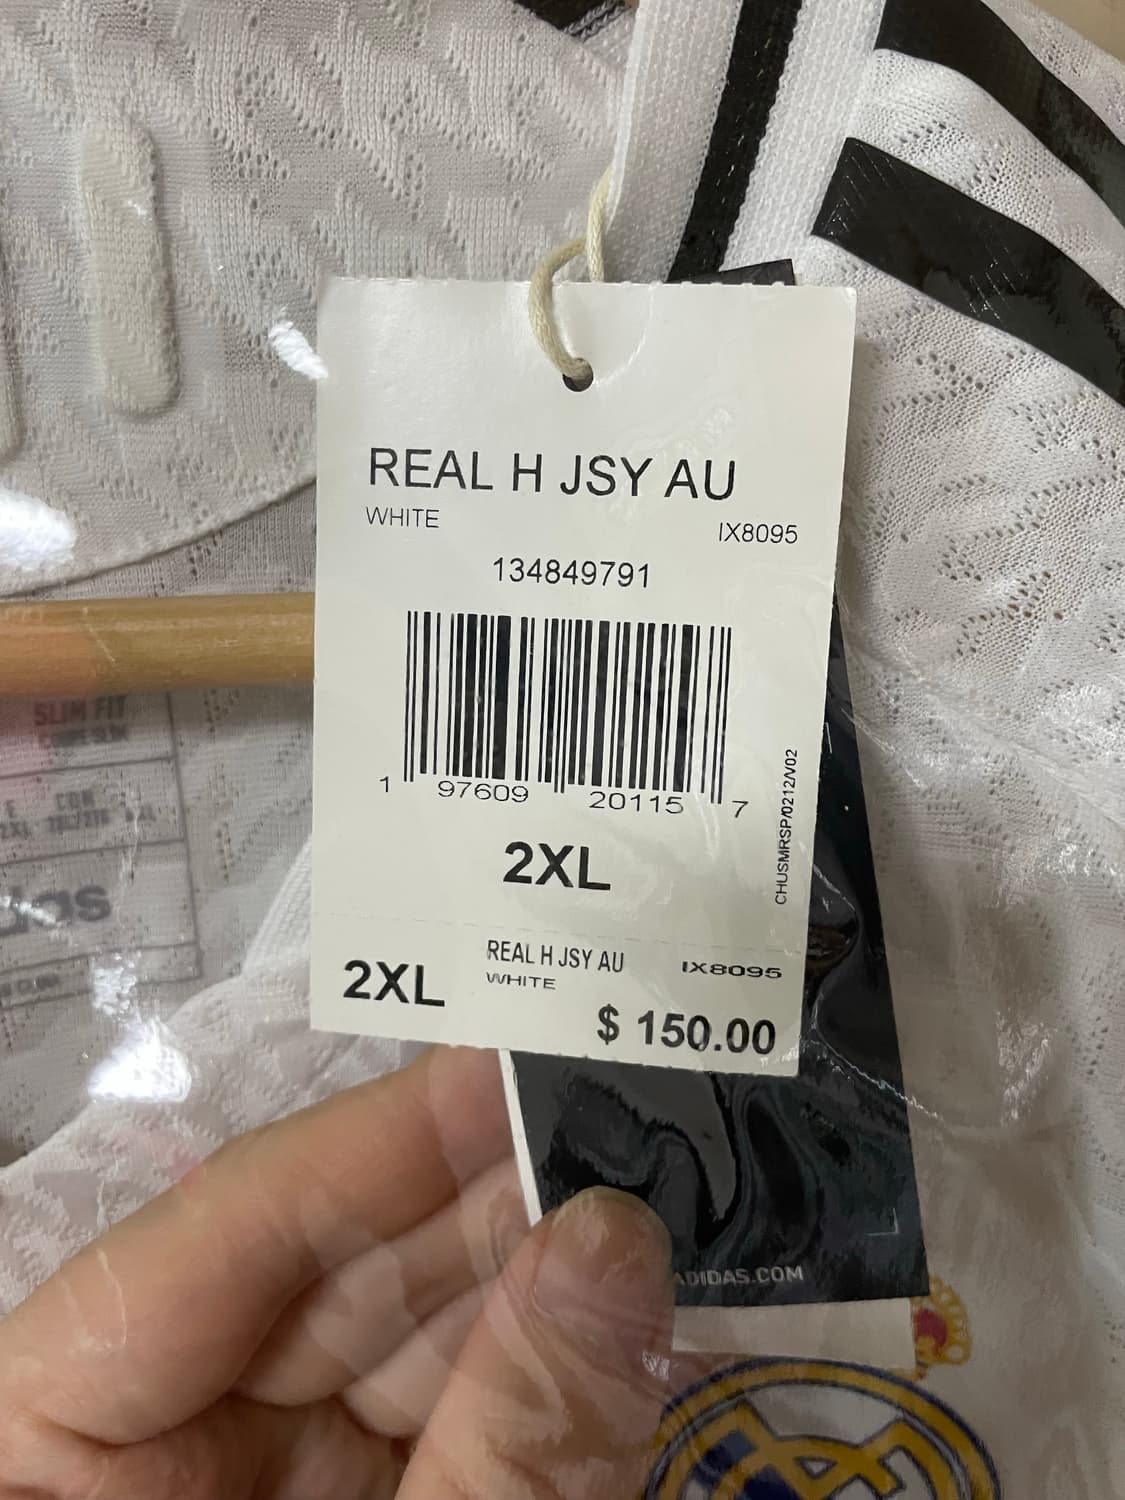 REAL H JSY AU
WHITE IX8095
134849791
1 97609 20115 7
CHUSMRSP/0212/V02
2XL
REAL H JSY AU IX8095
WHITE
2XL
$ 150.00
SLIM FIT
ADIDAS.COM